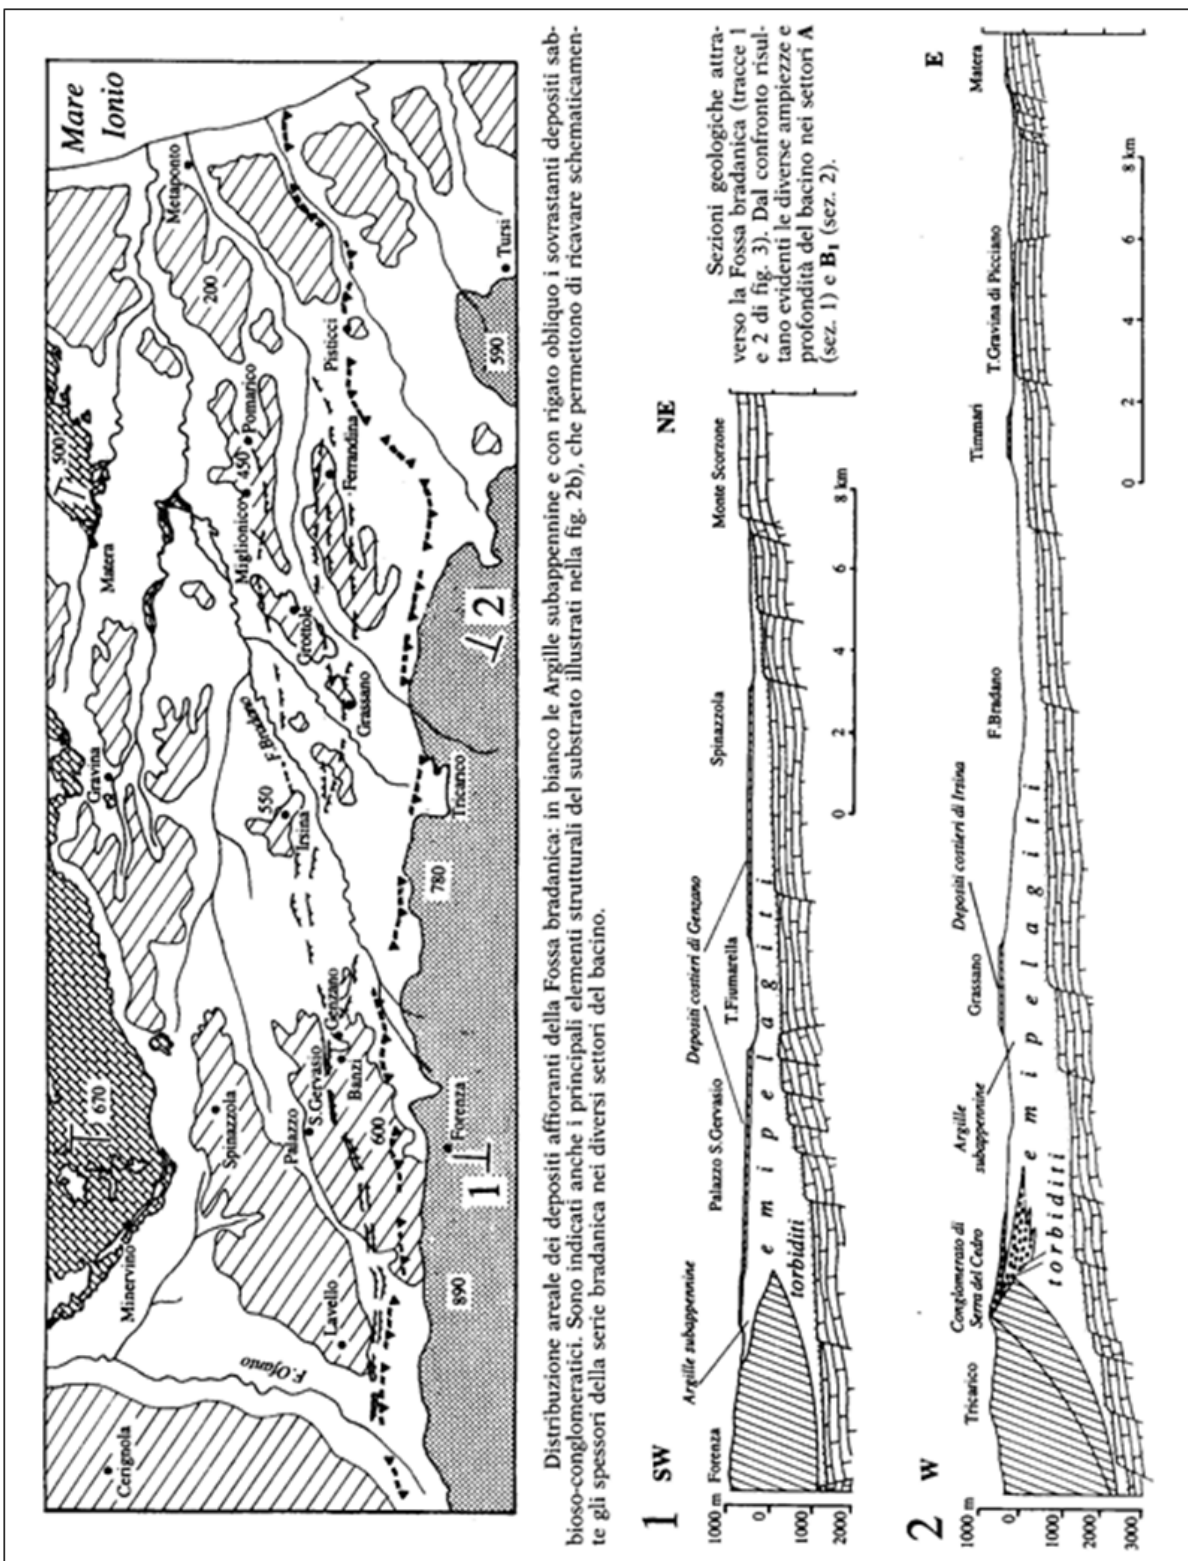 Mare
Ionio
Metaponto
200
Tursi
590
Pisticci
500
Pomarico
450
Miglionico
Ferrandina
Matera
Grottole
2
Grassano
F.Bradano
Gravina
550
Irsina
Tricarico
780
Genzano
Banzi
S.Gervasio
Palazzo
600
Forenza
1
670
Spinazzola
Minervino
Lavello
890
F.Ofanto
Cerignola
Distribuzione areale dei depositi affioranti della Fossa bradanica: in bianco le Argille subappennine e con rigato obliquo i sovrastanti depositi sab-
bioso-conglomeratici. Sono indicati anche i principali elementi strutturali del substrato illustrati nella fig. 2b), che permettono di ricavare schematicamen-
te gli spessori della serie bradanica nei diversi settori del bacino.
Sezioni geologiche attra-
verso la Fossa bradanica (tracce 1
e 2 di fig. 3). Dal confronto risul-
tano evidenti le diverse ampiezze e
profondità del bacino nei settori A
(sez. 1) e B1 (sez. 2).
1
SW
NE
1000 m
0
1000
2000
Forenza
Argille subappennine
Palazzo S.Gervasio
Depositi costieri di Genzano
T.Fiumarella
Spinazzola
Monte Scorzone
emipelagiti
torbiditi
0 2 4 6 8 km
2
W
E
1000 m
0
1000
2000
3000
Tricarico
Conglomerato di
Serra del Cedro
Argille
subappennine
Grassano
Depositi costieri di Irsina
F.Bradano
Timmari
T.Gravina di Picciano
Matera
emipelagiti
torbiditi
0 2 4 6 8 km